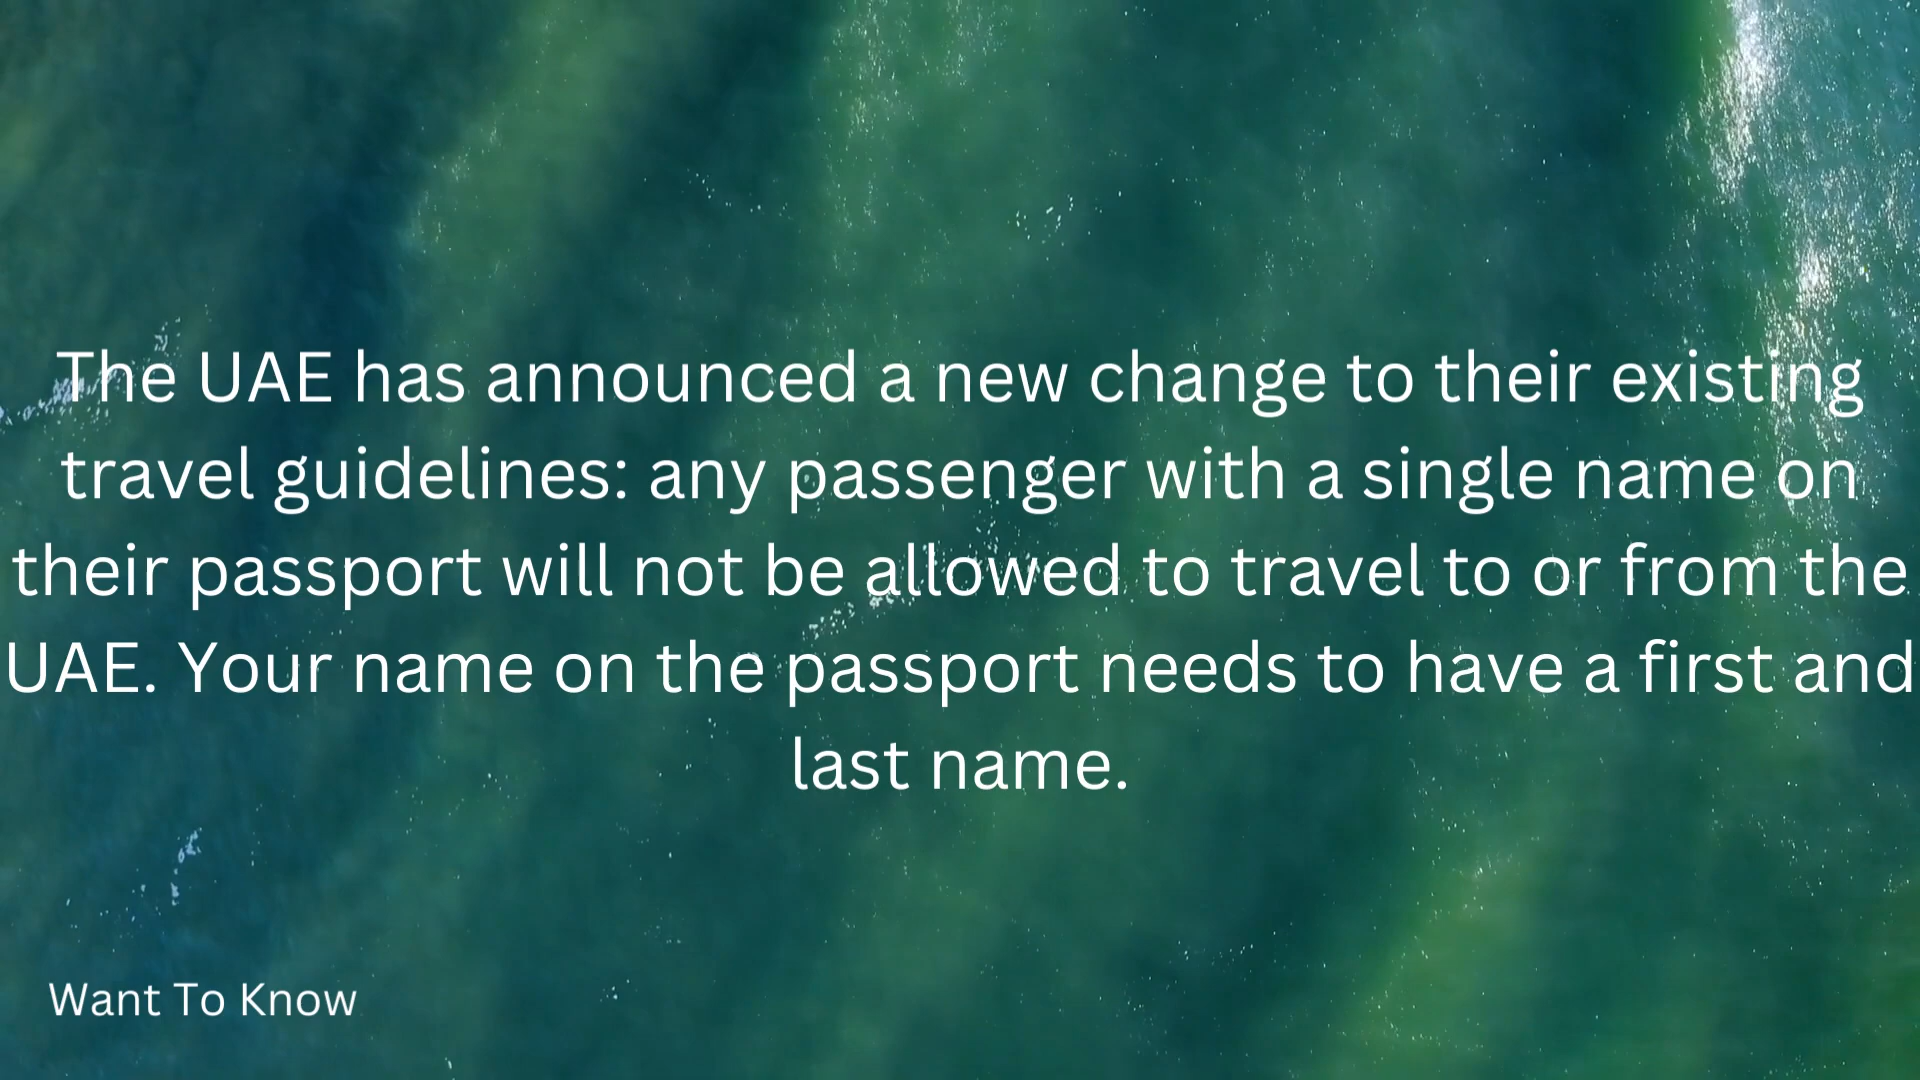 The UAE has announced a new change to their existing
travel guidelines: any passenger with a single name on
their passport will not be allowed to travel to or from the
UAE. Your name on the passport needs to have a first and
last name.
Want To Know